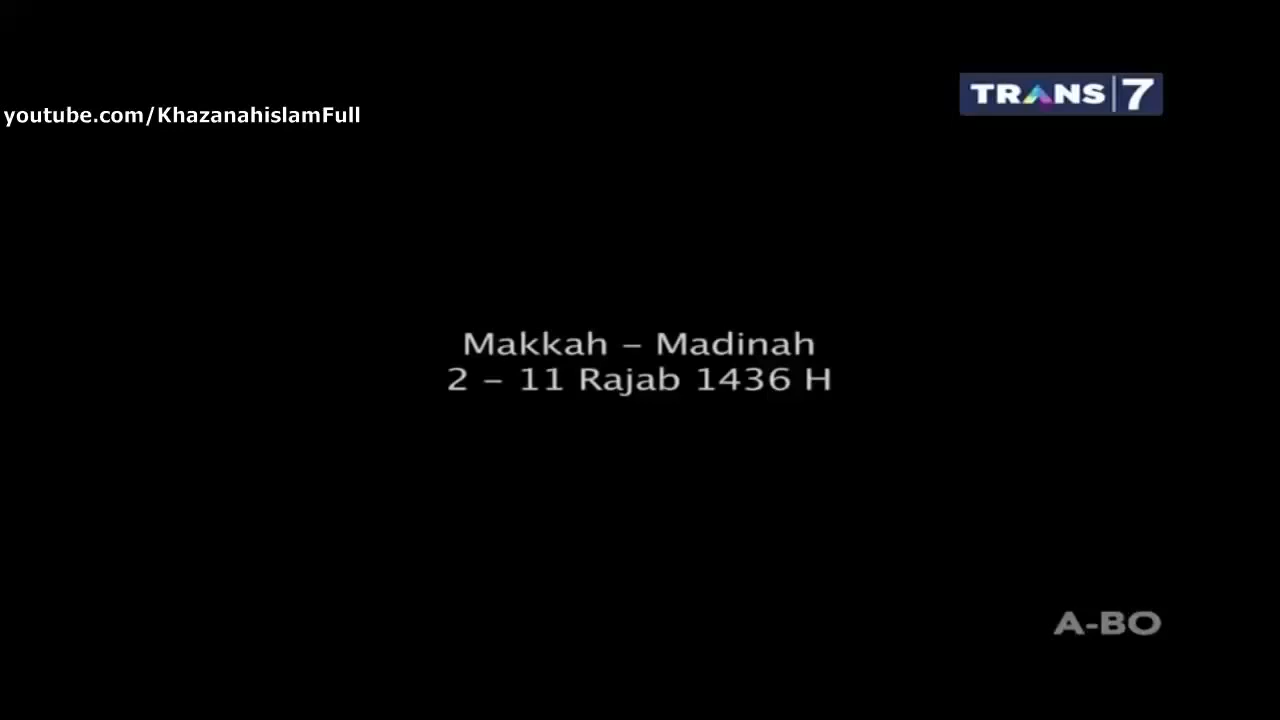 TRANS|7
youtube.com/KhazanahislamFull
Makkah – Madinah
2 – 11 Rajab 1436 H
A-BO